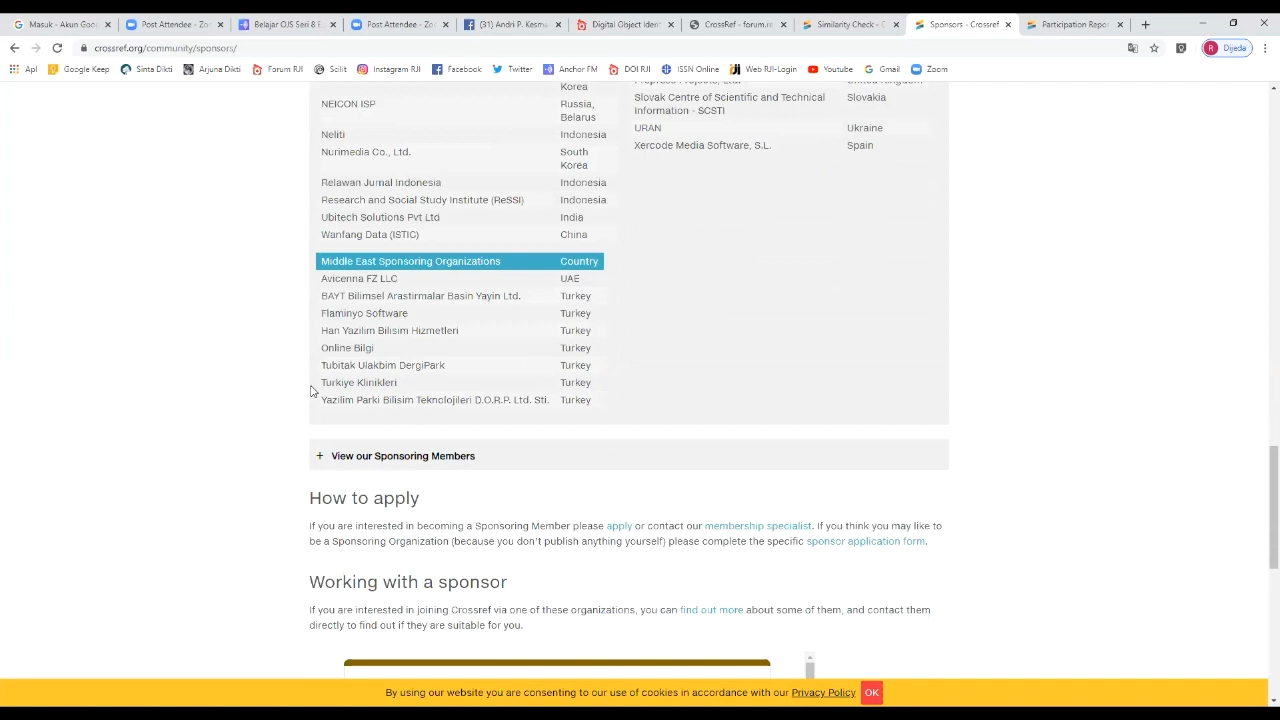 Masuk - Akun Goo
Post Attendee - Zo
Belajar OJS Seri 8 E
Post Attendee - Zo
(31) Andri P. Kesma
Digital Object Iden
CrossRef - forum.re
Similarity Check - C
Sponsors - Crossref
Participation Repo
crossref.org/community/sponsors/
R Dijeda
Apl
Google Keep
Sinta Dikti
Arjuna Dikti
Forum RJI
Scilit
Instagram RJI
Facebook
Twitter
Anchor FM
DOI RJI
ISSN Online
Web RJI-Login
Youtube
Gmail
Zoom
Korea
NEICON ISP Russia,
Belarus
Neliti Indonesia
Nurimedia Co., Ltd. South
Korea
Relawan Jurnal Indonesia Indonesia
Research and Social Study Institute (ReSSI) Indonesia
Ubitech Solutions Pvt Ltd India
Wanfang Data (ISTIC) China
Slovak Centre of Scientific and Technical Slovakia
Information - SCSTI
URAN Ukraine
Xercode Media Software, S.L. Spain
Middle East Sponsoring Organizations Country
Avicenna FZ LLC UAE
BAYT Bilimsel Arastirmalar Basin Yayin Ltd. Turkey
Flaminyo Software Turkey
Han Yazilim Bilisim Hizmetleri Turkey
Online Bilgi Turkey
Tubitak Ulakbim DergiPark Turkey
Turkiye Klinikleri Turkey
Yazilim Parki Bilisim Teknolojileri D.O.R.P. Ltd. Sti. Turkey
+ View our Sponsoring Members
How to apply
If you are interested in becoming a Sponsoring Member please apply or contact our membership specialist. If you think you may like to
be a Sponsoring Organization (because you don't publish anything yourself) please complete the specific sponsor application form.
Working with a sponsor
If you are interested in joining Crossref via one of these organizations, you can find out more about some of them, and contact them
directly to find out if they are suitable for you.
By using our website you are consenting to our use of cookies in accordance with our Privacy Policy OK